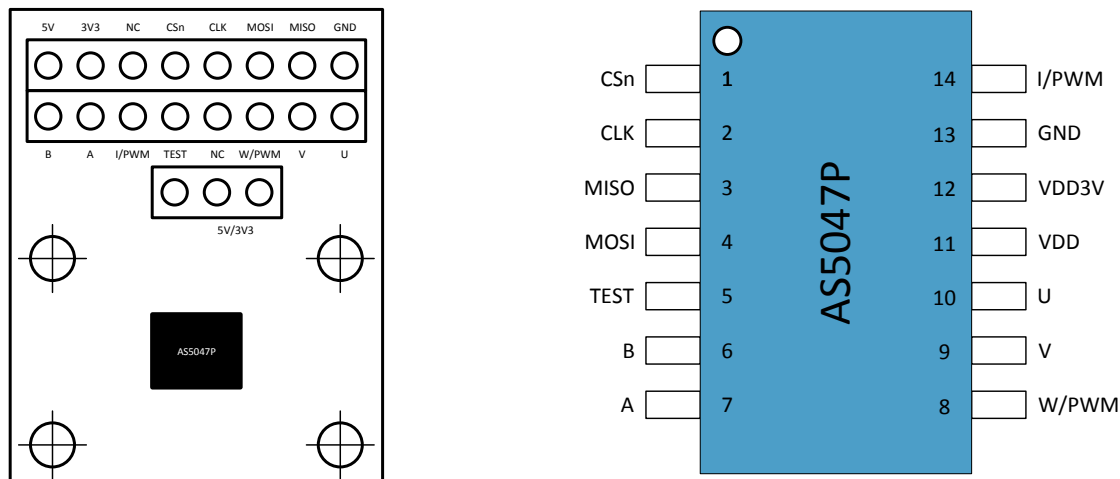 5V 3V3 NC CSn CLK MOSI MISO GND
B A I/PWM TEST NC W/PWM V U
5V/3V3
AS5047P
CSn 1 14 I/PWM
CLK 2 13 GND
MISO 3 12 VDD3V
MOSI 4 11 VDD
TEST 5 10 U
B 6 9 V
A 7 8 W/PWM
AS5047P